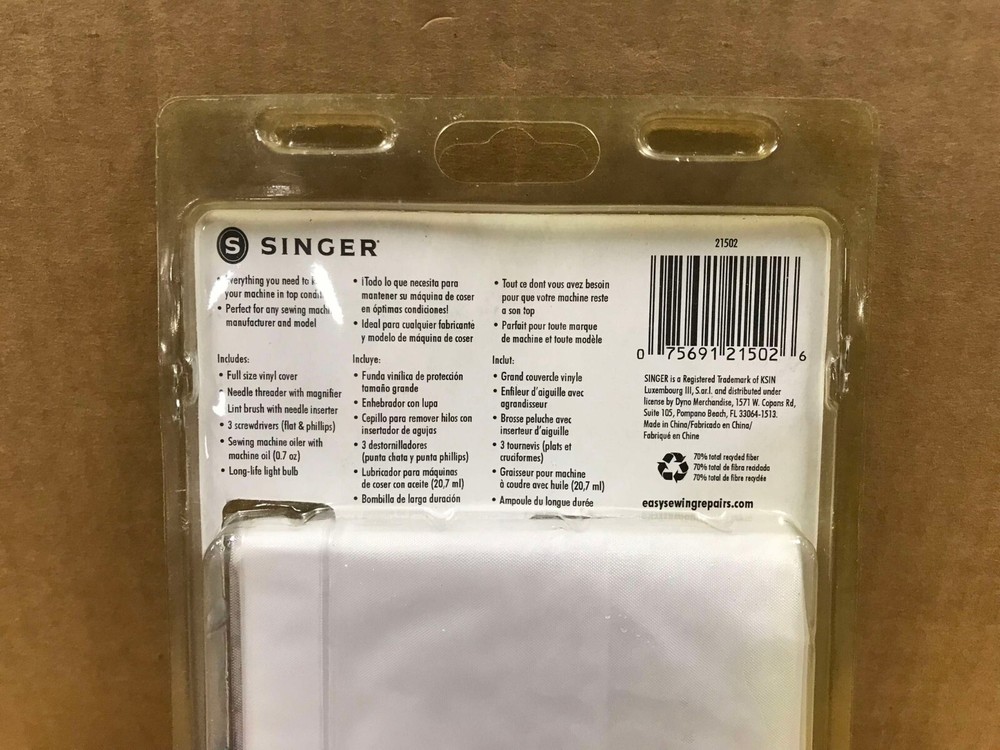 S SINGER
21502
everything you need to
your machine in top
• Perfect for any sewing
manufacturer and model
Includes:
• Full size vinyl cover
Needle threader with magnifier
Lint brush with needle inserter
• 3 screwdrivers (flat & phillips)
• Sewing machine oiler with
machine oil (0.7 oz)
• Long-life light bulb
• ¡Todo lo que necesita para
mantener su máquina de coser
en óptimas condiciones!
• Ideal para cualquier fabricante
y modelo de máquina de coser
Incluye:
• Funda vinílica de protección
tamaño grande
• Enhebrador con lupa
• Cepillo para remover hilos con
insertador de agujas
• 3 destornilladores
(punta chata y punta phillips)
• Lubricador para máquinas
de coser con aceite (20,7 ml)
• Bombilla de larga duración
• Tout ce dont vous avez besoin
pour que votre machine reste
a son top
• Parfait pour toute marque
de machine et toute modèle
Inclut:
• Grand couvercle vinyle
• Enfileur d'aiguille avec
agrandisseur
• Brosse peluche avec
inserteur d'aiguille
• 3 tournevis (plats et
cruciformes)
• Graisseur pour machine
à coudre avec huile (20,7 ml)
• Ampoule du longue durée
0 75691 21502 6
SINGER is a Registered Trademark of KSIN
Luxembourg III, S.ar.l. and distributed under
license by Dyno Merchandise, 1571 W. Copans Rd,
Suite 105, Pompano Beach, FL 33064-1513.
Made in China/Fabricado en China/
Fabriqué en Chine
70% total recycled fiber
70% total de fibra reciclada
70% total de fibre recyclée
easysewingrepairs.com